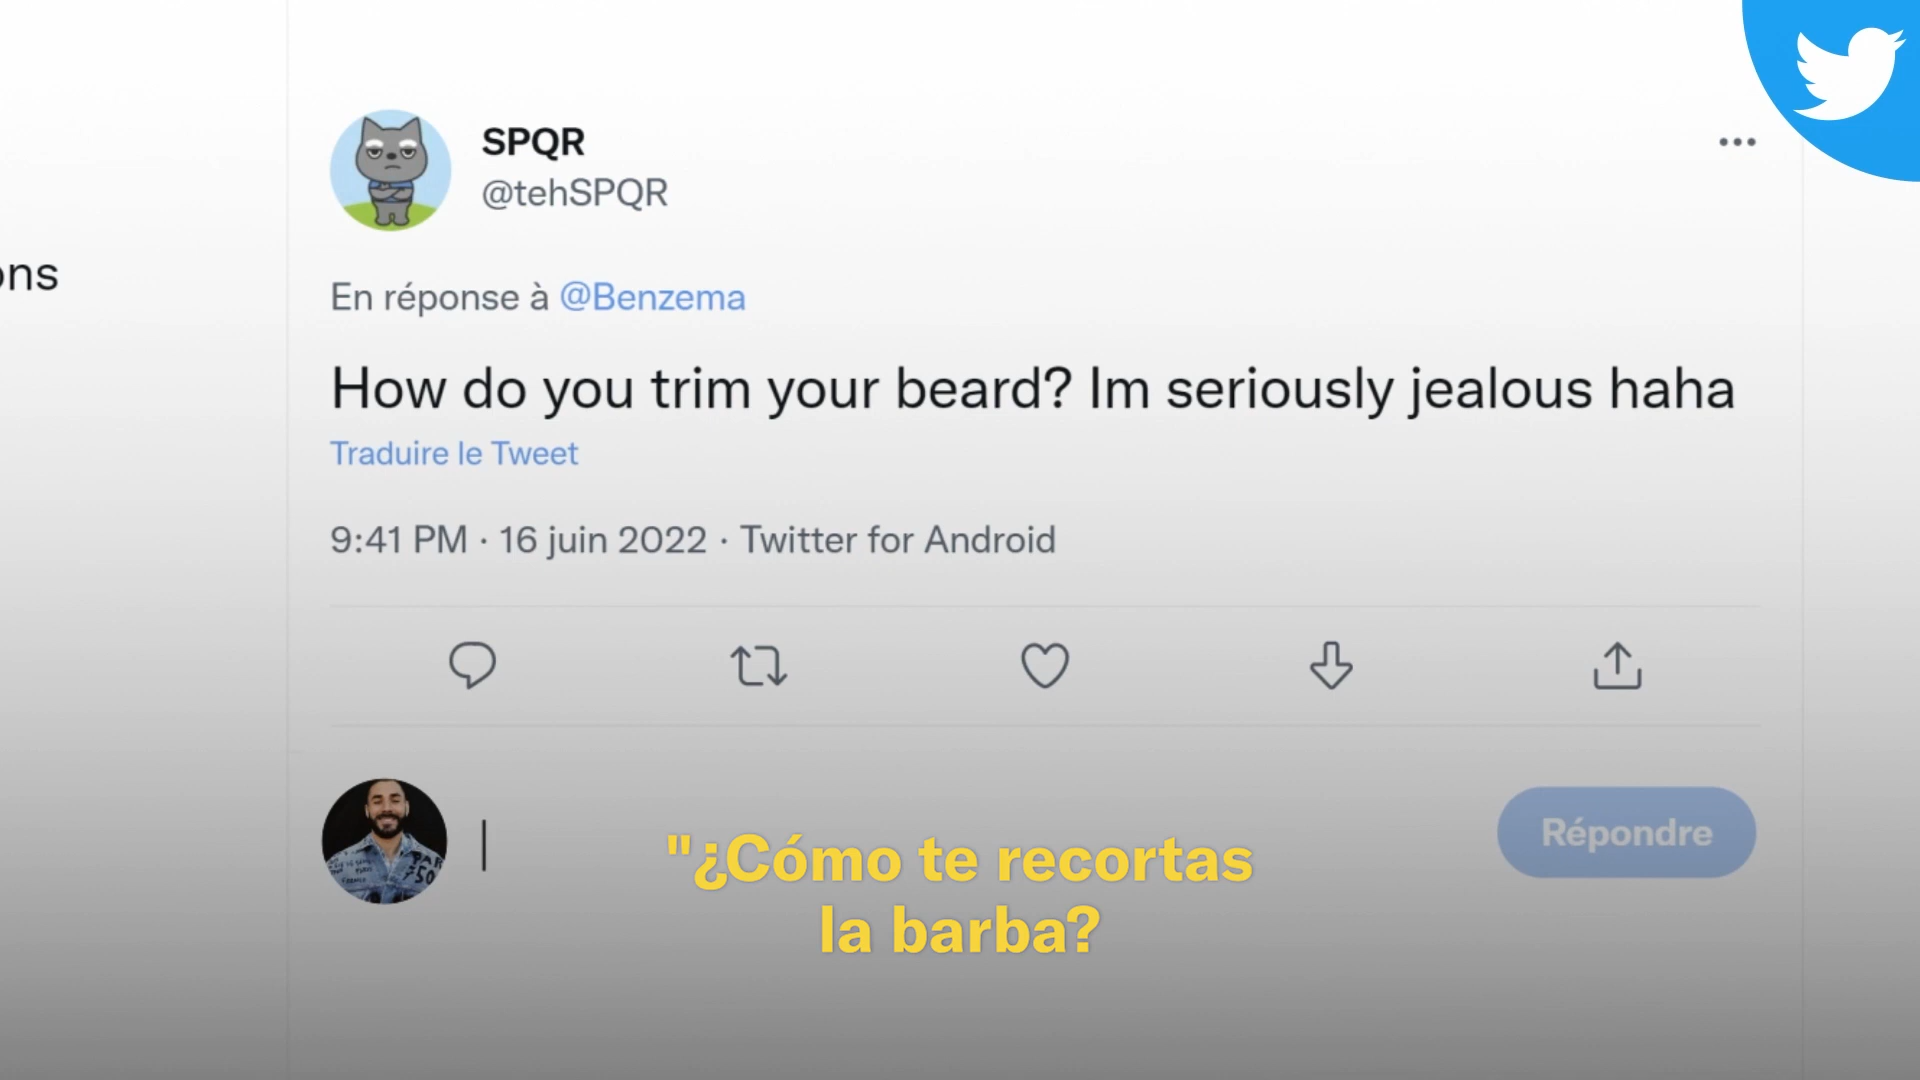 SPQR
@tehSPQR
ons
En réponse à @Benzema
How do you trim your beard? Im seriously jealous haha
Traduire le Tweet
9:41 PM · 16 juin 2022 · Twitter for Android
Répondre
"¿Cómo te recortas
la barba?